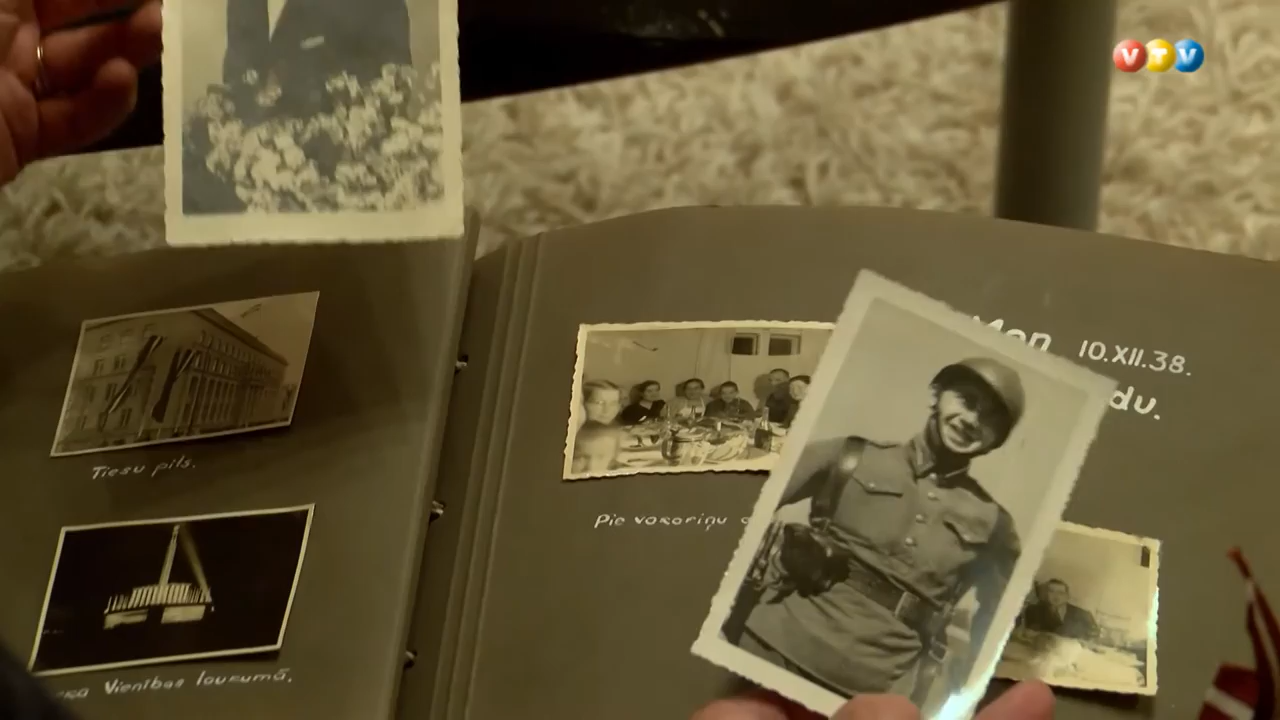 VTV
10.XII.38.
du.
Tiesu pils.
Pie vakariņu
Vienības laukumā.